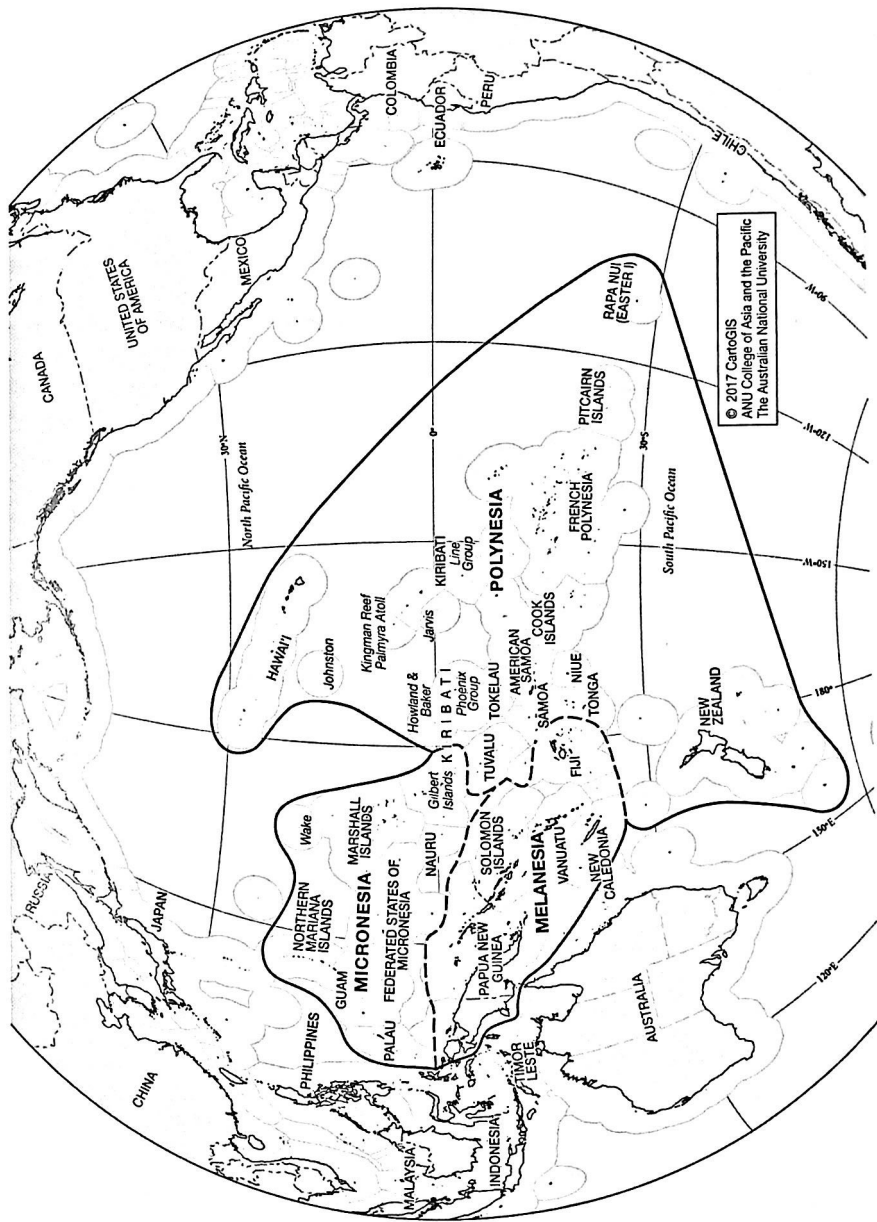 CANADA
UNITED STATES
OF AMERICA
MEXICO
RUSSIA
CHINA
JAPAN
30°N
North Pacific Ocean
HAWAI'I
Johnston
Wake
NORTHERN
MARIANA
ISLANDS
GUAM
PHILIPPINES
MARSHALL
ISLANDS
MICRONESIA
FEDERATED STATES OF
MICRONESIA
PALAU
Kingman Reef
Palmyra Atoll
Howland &
Baker
Jarvis
KIRIBATI
Line
Group
0°
COLOMBIA
ECUADOR
PERU
MALAYSIA
NAURU
Gilbert
Islands
KIRIBATI
Phoenix
Group
TUVALU
TOKELAU
POLYNESIA
INDONESIA
TIMOR
LESTE
PAPUA NEW
GUINEA
SOLOMON
ISLANDS
MELANESIA
VANUATU
NEW
CALEDONIA
FIJI
SAMOA
AMERICAN
SAMOA
COOK
ISLANDS
NIUE
TONGA
FRENCH
POLYNESIA
PITCAIRN
ISLANDS
RAPA NUI
(EASTER I)
30°S
South Pacific Ocean
CHILE
AUSTRALIA
NEW
ZEALAND
120°E
150°E
180°
150°W
120°W
90°W
© 2017 CartoGIS
ANU College of Asia and the Pacific
The Australian National University